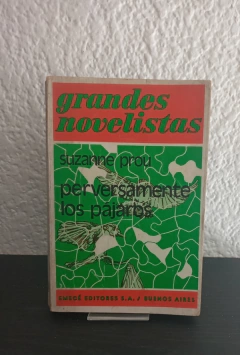 grandes
novelistas
suzanne prou
perversamente
los pájaros
EMECÉ EDITORES S.A. / BUENOS AIRES